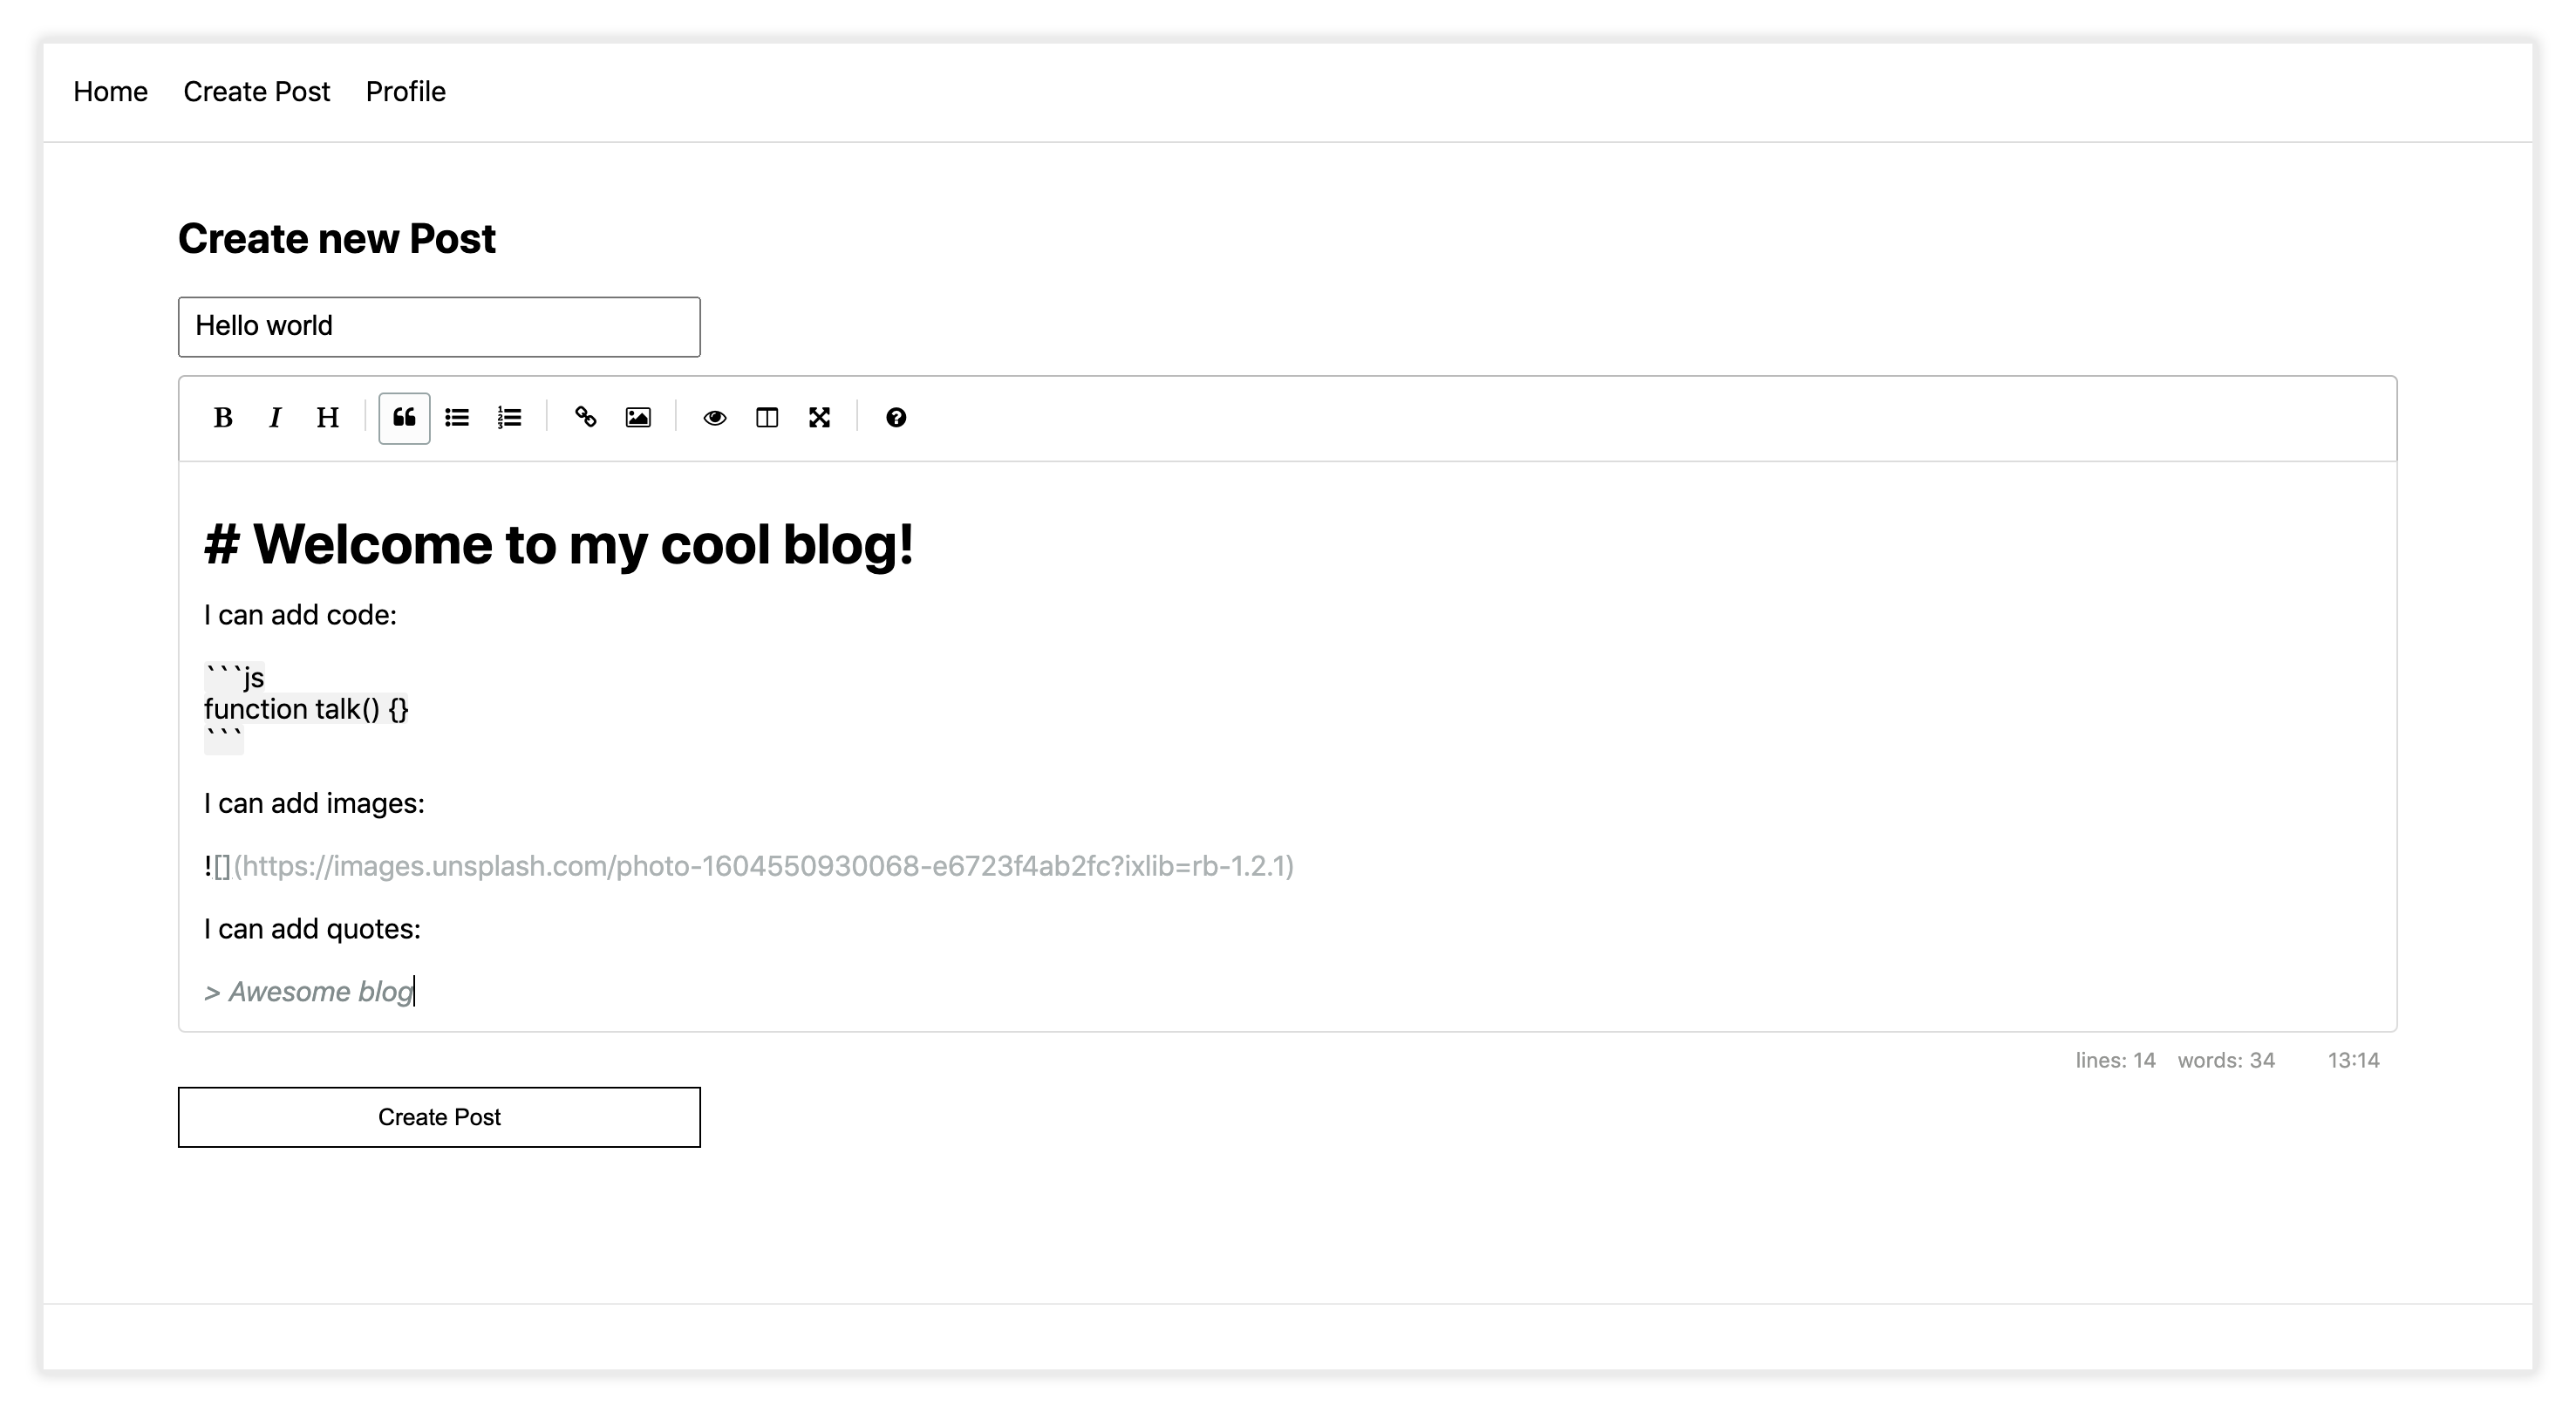 Home Create Post Profile
Create new Post
Hello world
B I H
# Welcome to my cool blog!
I can add code:
```js
function talk() {}
```
I can add images:
![](https://images.unsplash.com/photo-1604550930068-e6723f4ab2fc?ixlib=rb-1.2.1)
I can add quotes:
> Awesome blog
lines: 14 words: 34 13:14
Create Post